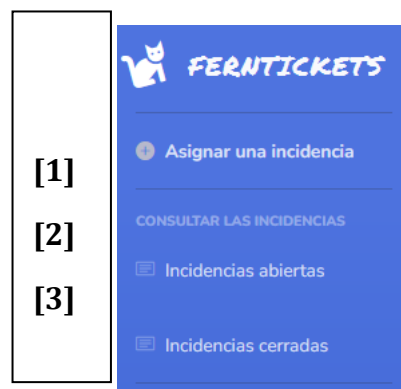 FERNTICKETS
Asignar una incidencia
[1]
CONSULTAR LAS INCIDENCIAS
[2]
Incidencias abiertas
[3]
Incidencias cerradas